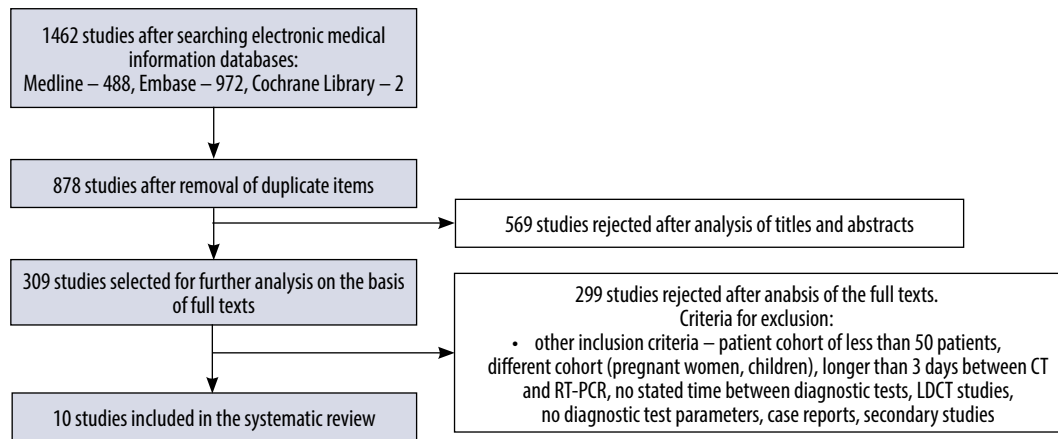 1462 studies after searching electronic medical
information databases:
Medline – 488, Embase – 972, Cochrane Library – 2
878 studies after removal of duplicate items
569 studies rejected after analysis of titles and abstracts
309 studies selected for further analysis on the basis
of full texts
299 studies rejected after anabsis of the full texts.
Criteria for exclusion:
• other inclusion criteria – patient cohort of less than 50 patients,
different cohort (pregnant women, children), longer than 3 days between CT
and RT-PCR, no stated time between diagnostic tests, LDCT studies,
no diagnostic test parameters, case reports, secondary studies
10 studies included in the systematic review